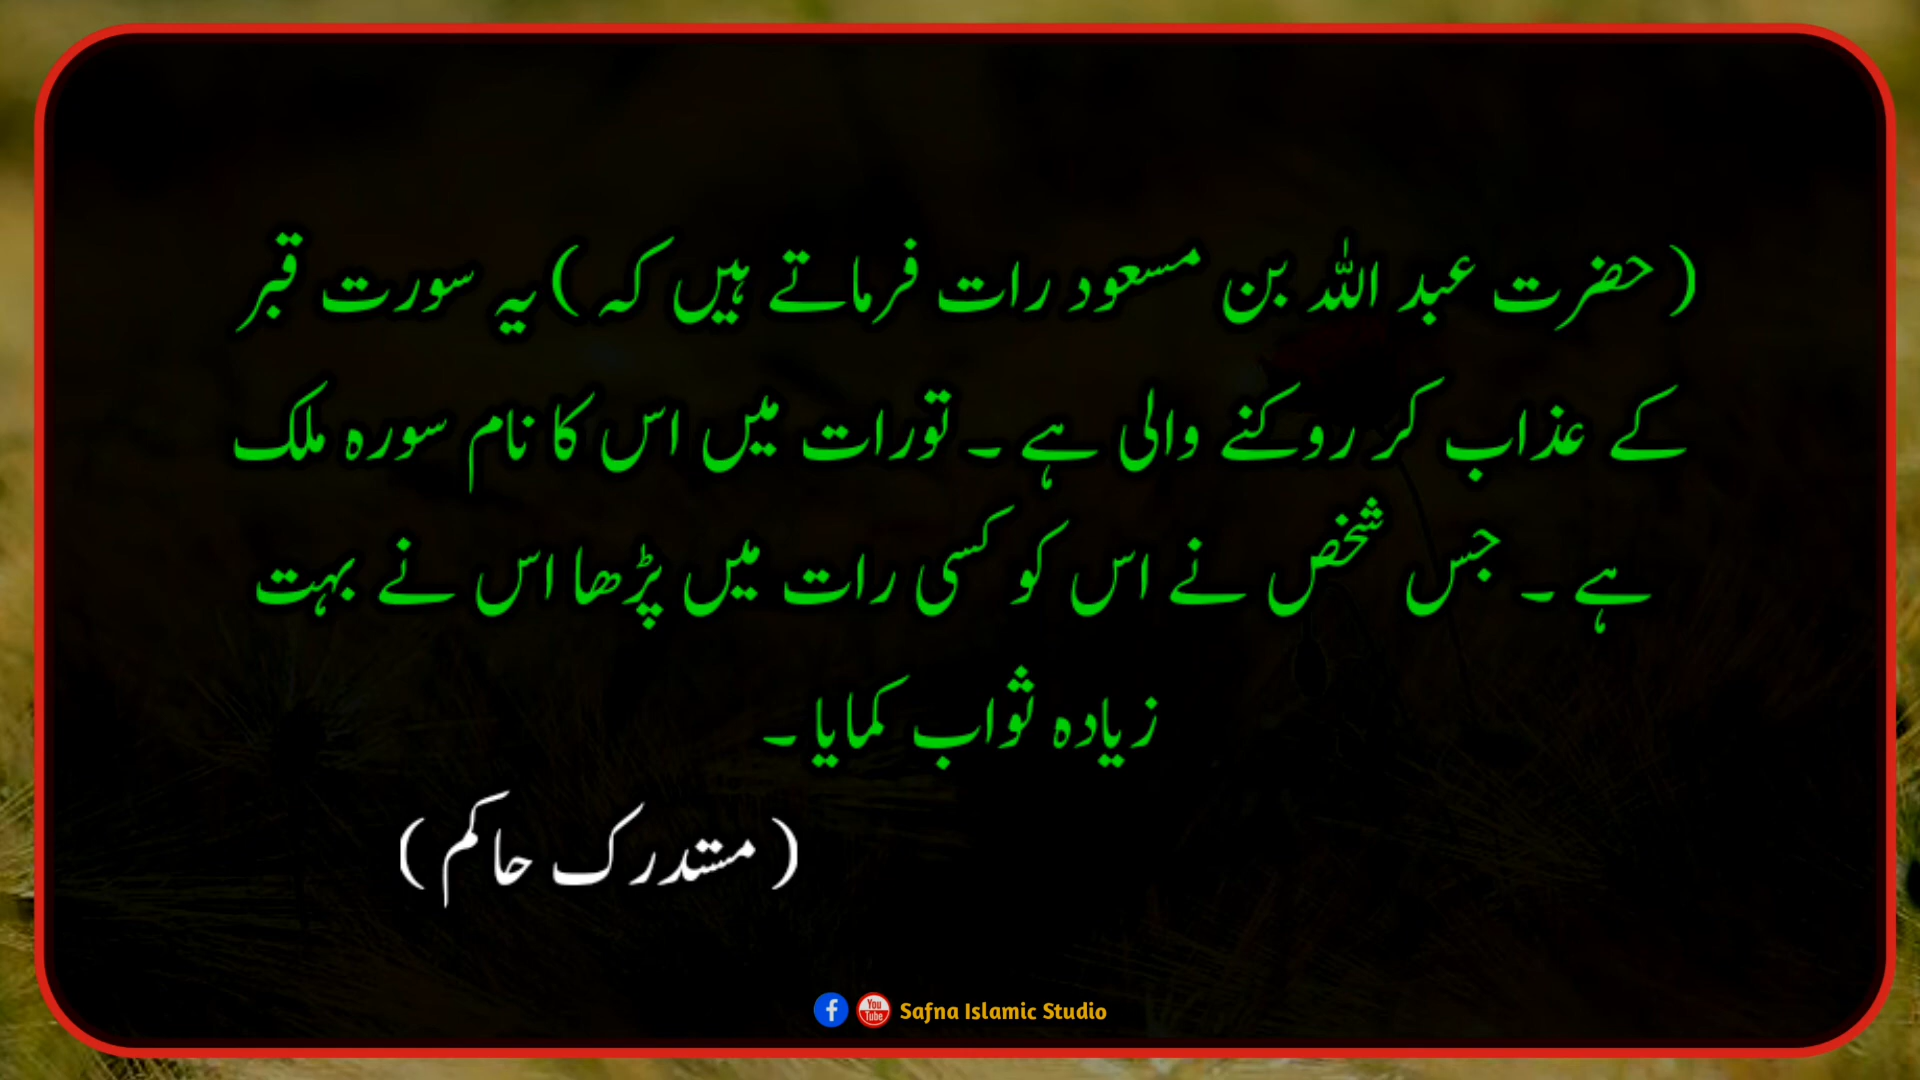 ( حضرت عبد اللہ بن مسعود رات فرماتے ہیں کہ ) یہ سورت قبر
کے عذاب کر روکنے والی ہے ۔ تورات میں اس کا نام سورہ ملک
ہے ۔ جس شخص نے اس کو کسی رات میں پڑھا اس نے بہت
زیادہ ثواب کمایا ۔
( مستدرک حاکم )
f You Tube Safna Islamic Studio